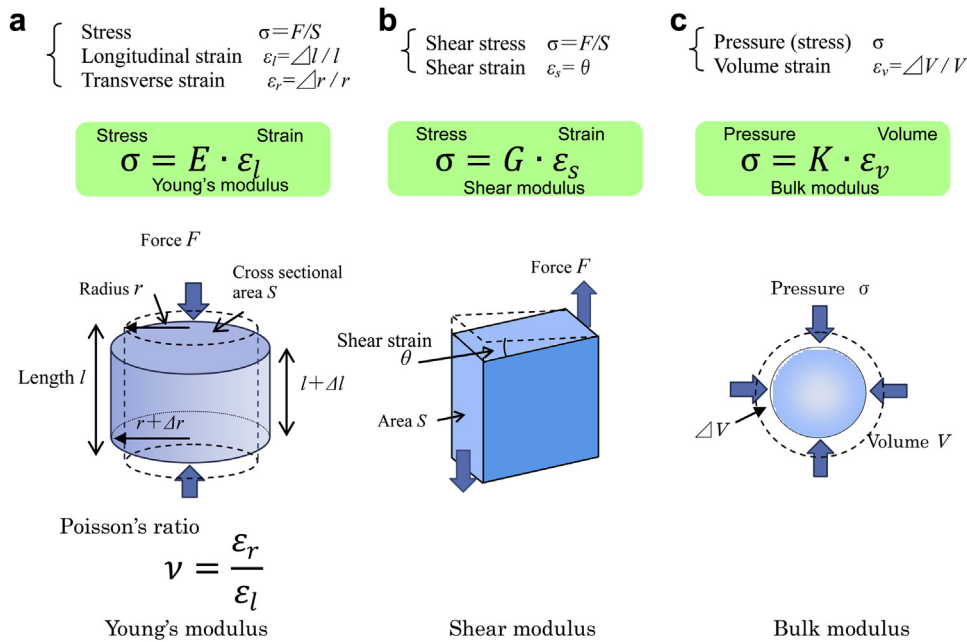 a
Stress σ=F/S
Longitudinal strain εl=⊿l / l
Transverse strain εr=⊿r / r
Stress Strain
σ = E · εl
Young's modulus
Force F
Radius r
Cross sectional
area S
Length l
l+Δl
r+Δr
Poisson's ratio
ν = εr / εl
Young's modulus
b
Shear stress σ=F/S
Shear strain εs= θ
Stress Strain
σ = G · εs
Shear modulus
Force F
Shear strain
θ
Area S
Shear modulus
c
Pressure (stress) σ
Volume strain εv=⊿V / V
Pressure Volume
σ = K · εv
Bulk modulus
Pressure σ
⊿V
Volume V
Bulk modulus